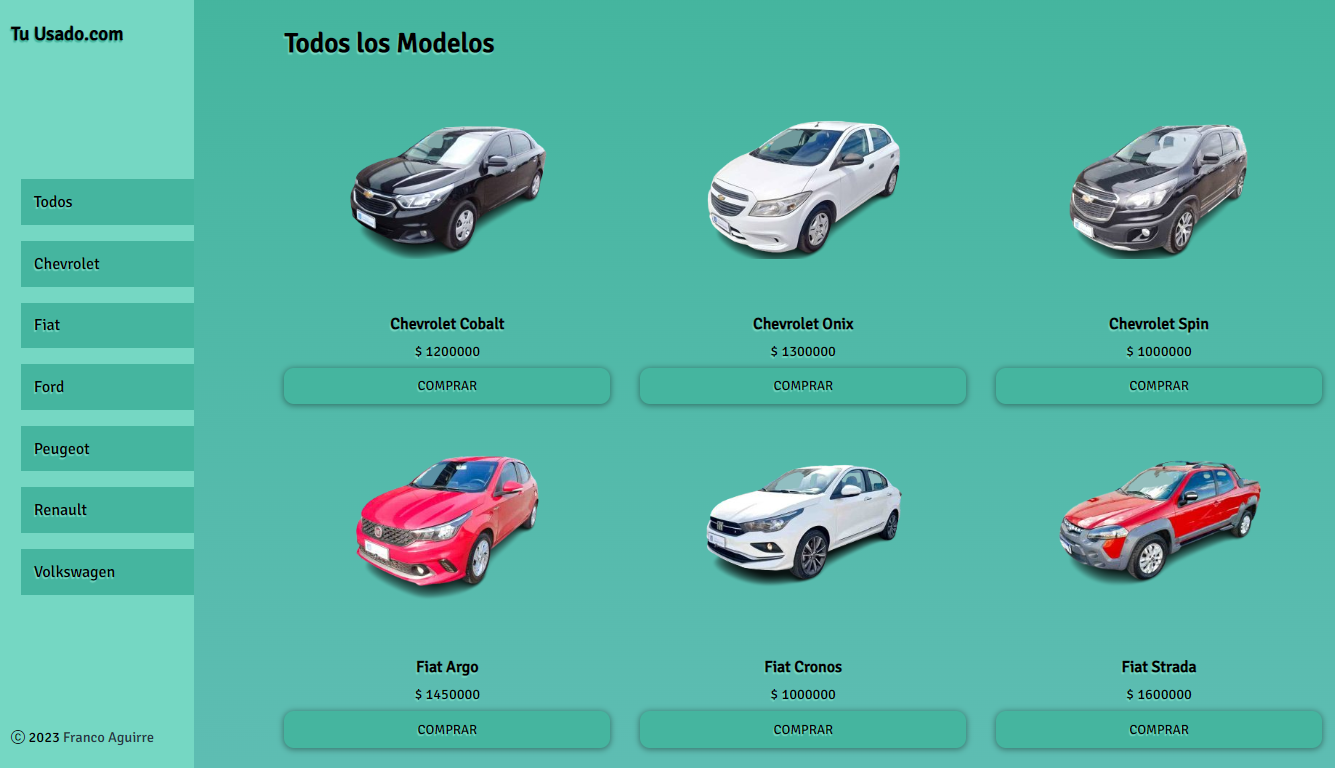 Tu Usado.com
Todos
Chevrolet
Fiat
Ford
Peugeot
Renault
Volkswagen
© 2023 Franco Aguirre
Todos los Modelos
Chevrolet Cobalt
$ 1200000
COMPRAR
Chevrolet Onix
$ 1300000
COMPRAR
Chevrolet Spin
$ 1000000
COMPRAR
Fiat Argo
$ 1450000
COMPRAR
Fiat Cronos
$ 1000000
COMPRAR
Fiat Strada
$ 1600000
COMPRAR